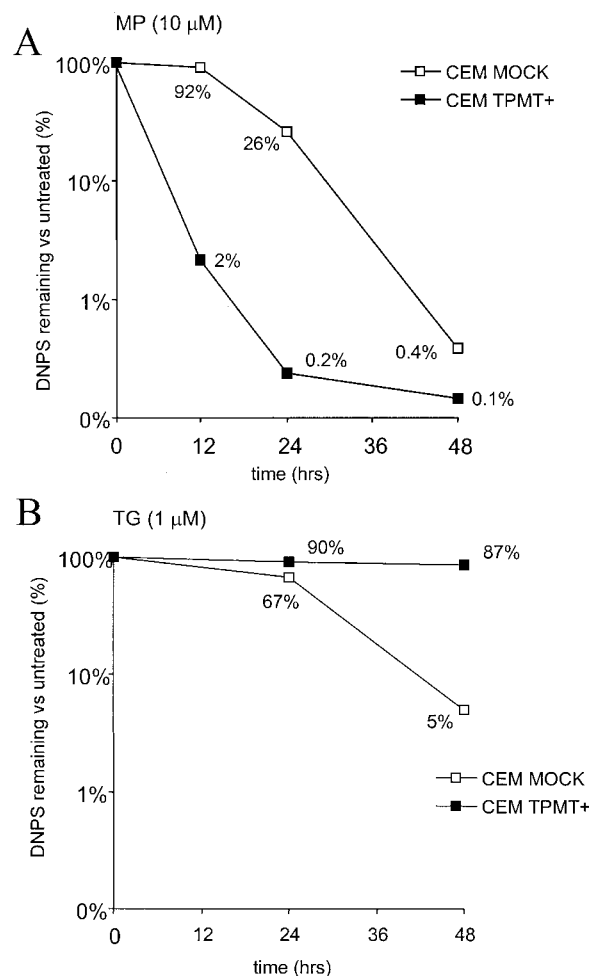 A
MP (10 µM)
DNPS remaining vs untreated (%)
100%
10%
1%
0%
92%
26%
2%
0.2%
0.4%
0.1%
CEM MOCK
CEM TPMT+
0 12 24 36 48
time (hrs)
B
TG (1 µM)
DNPS remaining vs untreated (%)
100%
10%
1%
0%
90%
87%
67%
5%
CEM MOCK
CEM TPMT+
0 12 24 36 48
time (hrs)